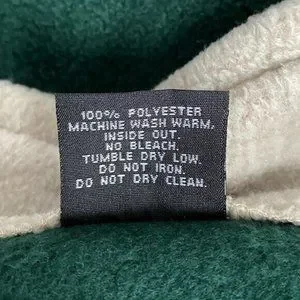 100% POLYESTER
MACHINE WASH WARM,
INSIDE OUT.
NO BLEACH.
TUMBLE DRY LOW.
DO NOT IRON.
DO NOT DRY CLEAN.